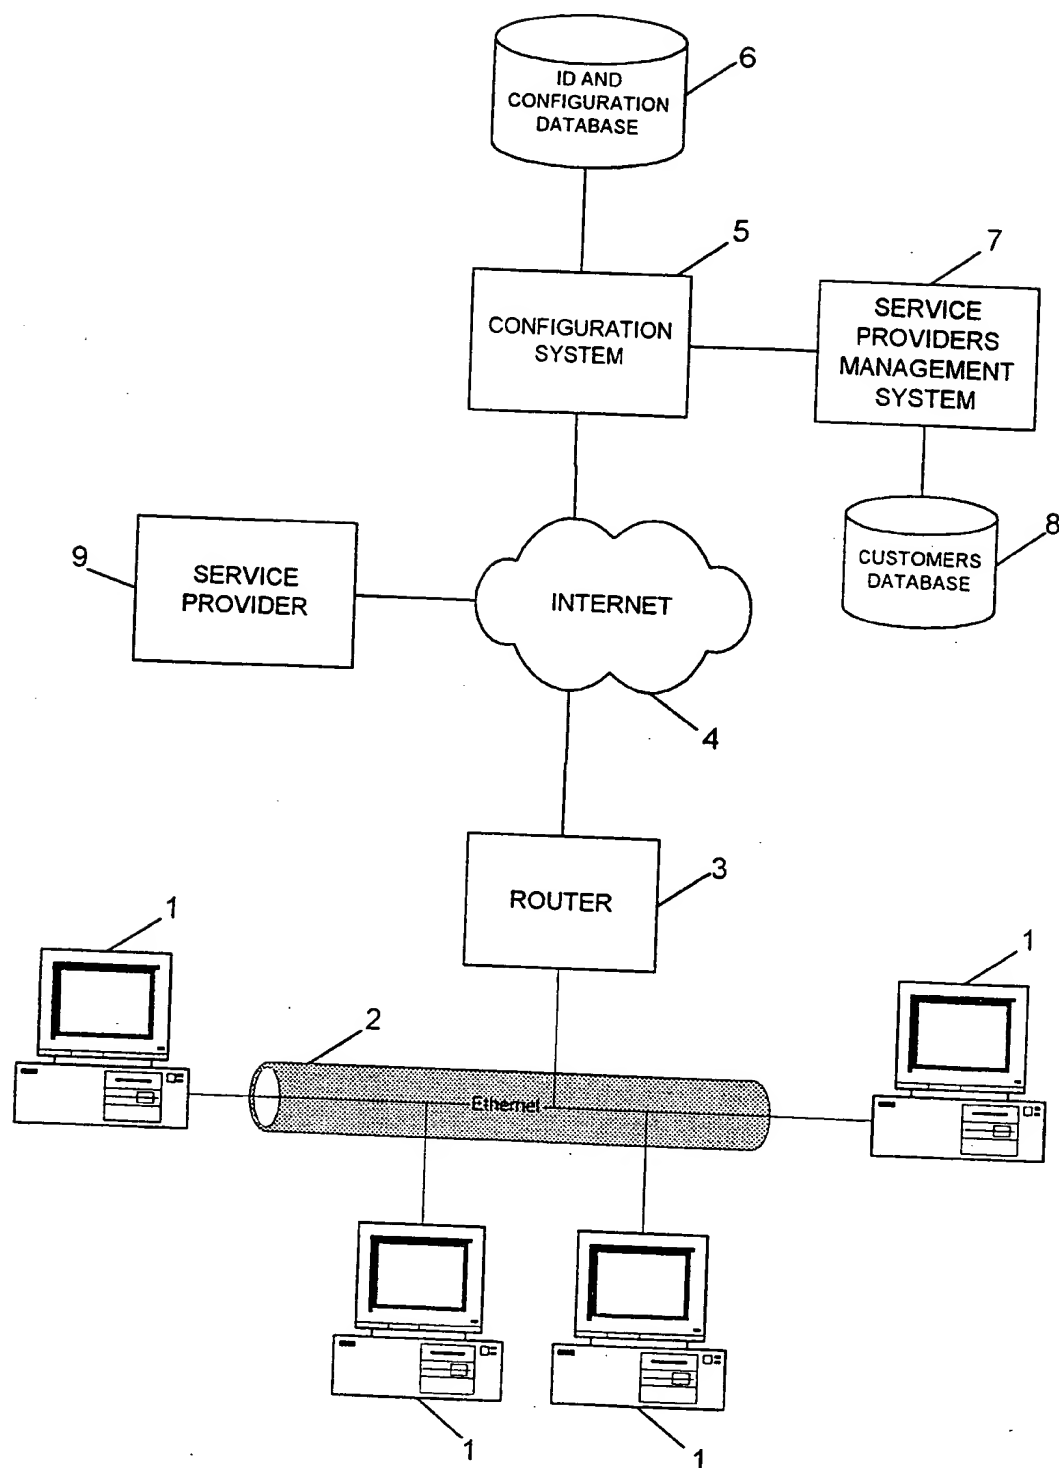 6
ID AND
CONFIGURATION
DATABASE
5
7
CONFIGURATION
SYSTEM
SERVICE
PROVIDERS
MANAGEMENT
SYSTEM
9
SERVICE
PROVIDER
INTERNET
8
CUSTOMERS
DATABASE
4
3
ROUTER
1
1
2
Ethernet
1
1